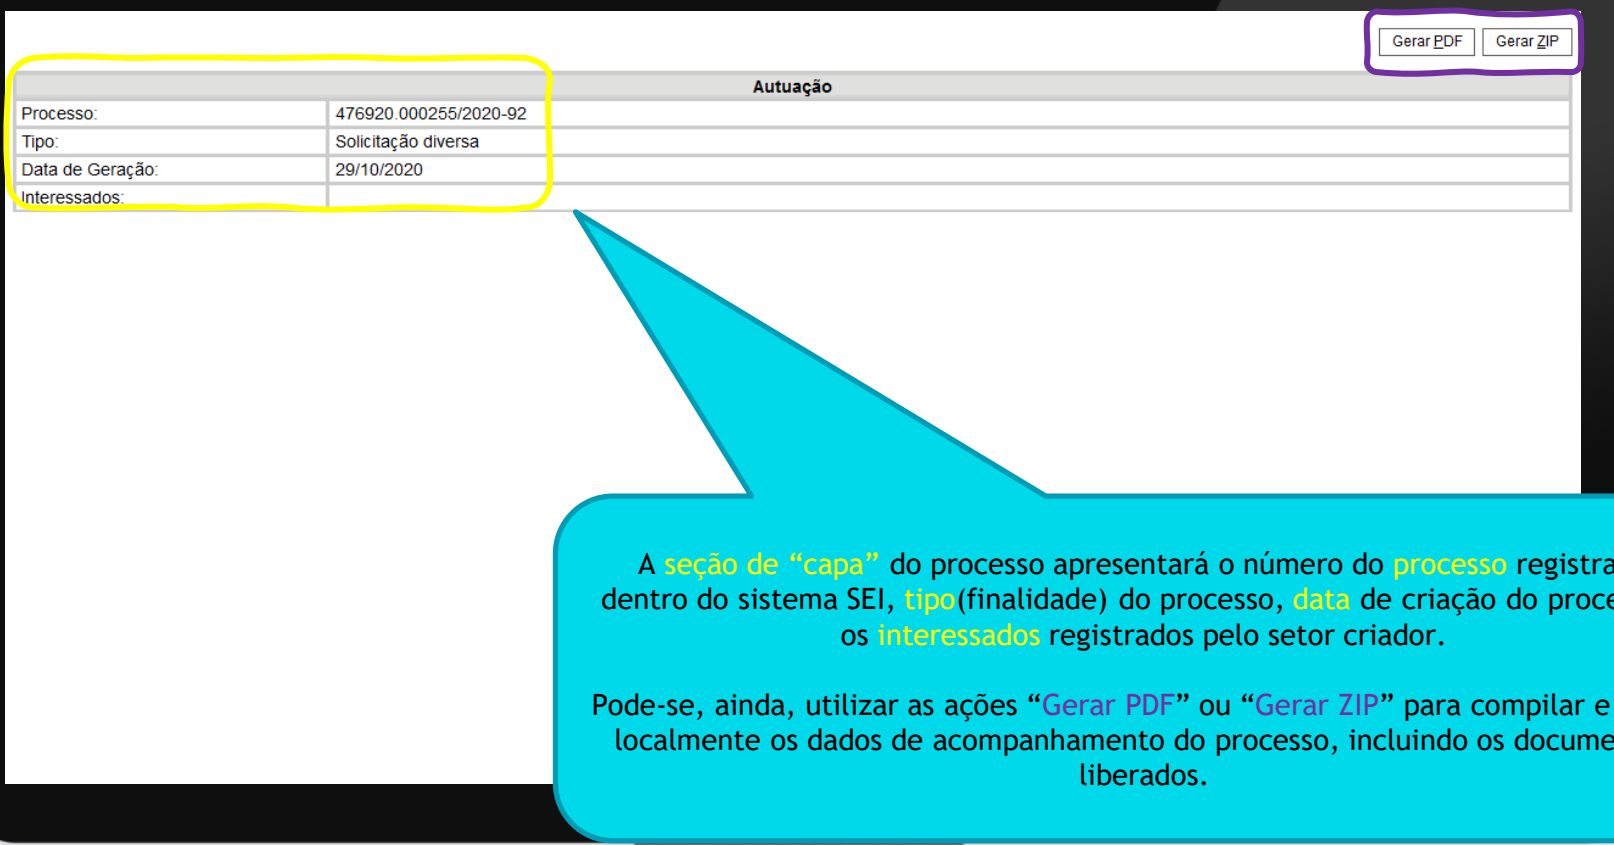 Gerar PDF Gerar ZIP
Autuação
Processo: 476920.000255/2020-92
Tipo: Solicitação diversa
Data de Geração: 29/10/2020
Interessados:
A seção de “capa” do processo apresentará o número do processo registra
dentro do sistema SEI, tipo(finalidade) do processo, data de criação do proce
os interessados registrados pelo setor criador.
Pode-se, ainda, utilizar as ações “Gerar PDF” ou “Gerar ZIP” para compilar e
localmente os dados de acompanhamento do processo, incluindo os docume
liberados.